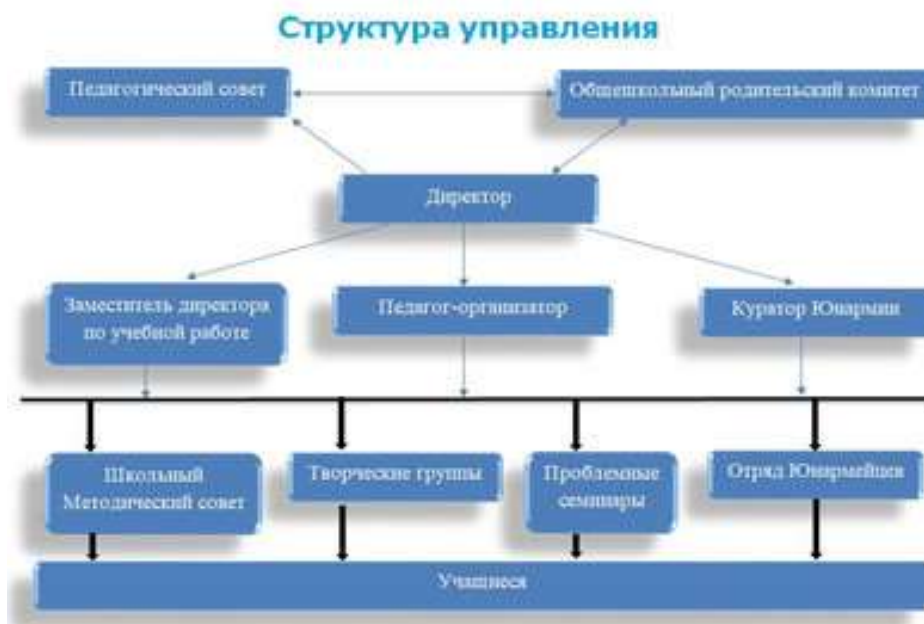 Структура управления
Педагогический совет
Общешкольный родительский комитет
Директор
Заместитель директора
по учебной работе
Педагог-организатор
Куратор Юнармии
Школьный
Методический совет
Творческие группы
Проблемные
семинары
Отряд Юнармейцев
Учащиеся